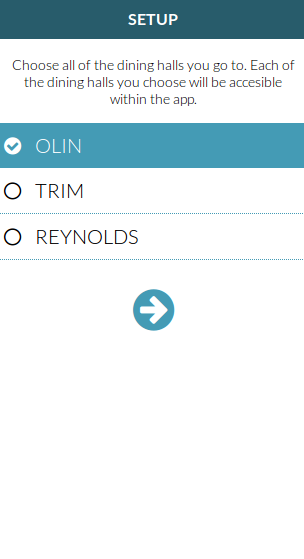 SETUP
Choose all of the dining halls you go to. Each of
the dining halls you choose will be accesible
within the app.
OLIN
TRIM
REYNOLDS